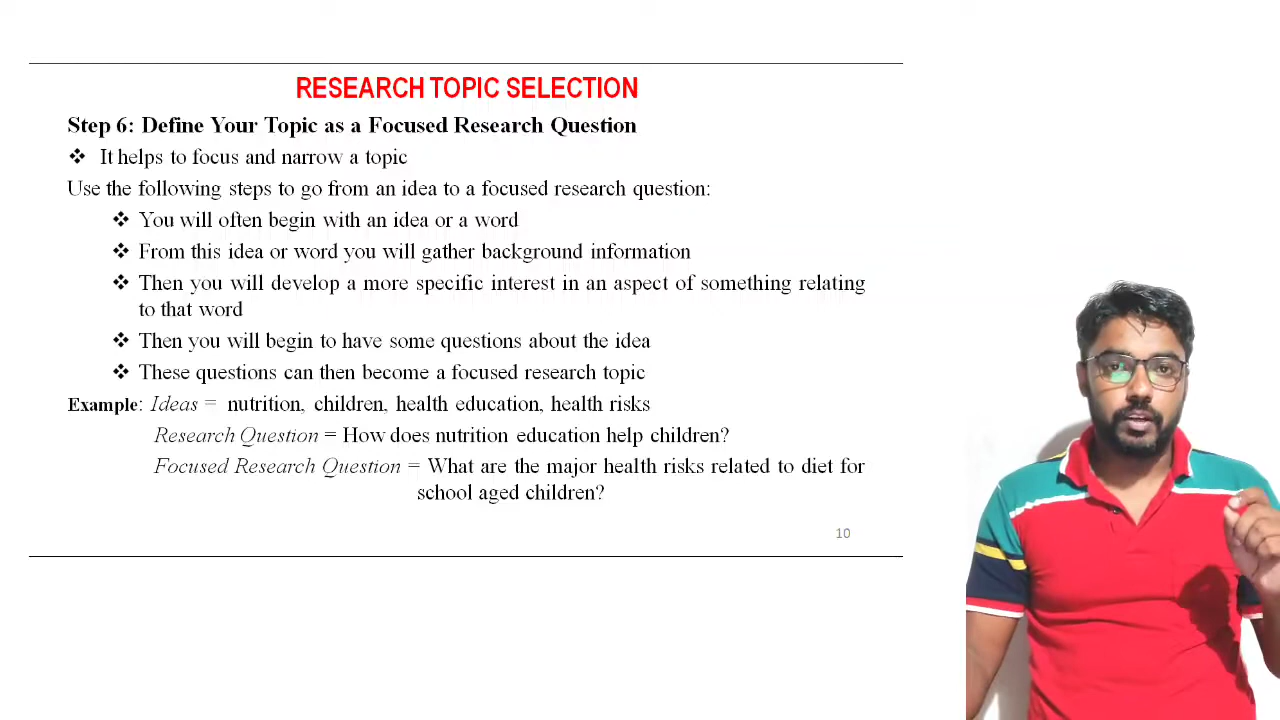 RESEARCH TOPIC SELECTION
Step 6: Define Your Topic as a Focused Research Question
❖ It helps to focus and narrow a topic
Use the following steps to go from an idea to a focused research question:
❖ You will often begin with an idea or a word
❖ From this idea or word you will gather background information
❖ Then you will develop a more specific interest in an aspect of something relating
to that word
❖ Then you will begin to have some questions about the idea
❖ These questions can then become a focused research topic
Example: Ideas = nutrition, children, health education, health risks
Research Question = How does nutrition education help children?
Focused Research Question = What are the major health risks related to diet for
school aged children?
10